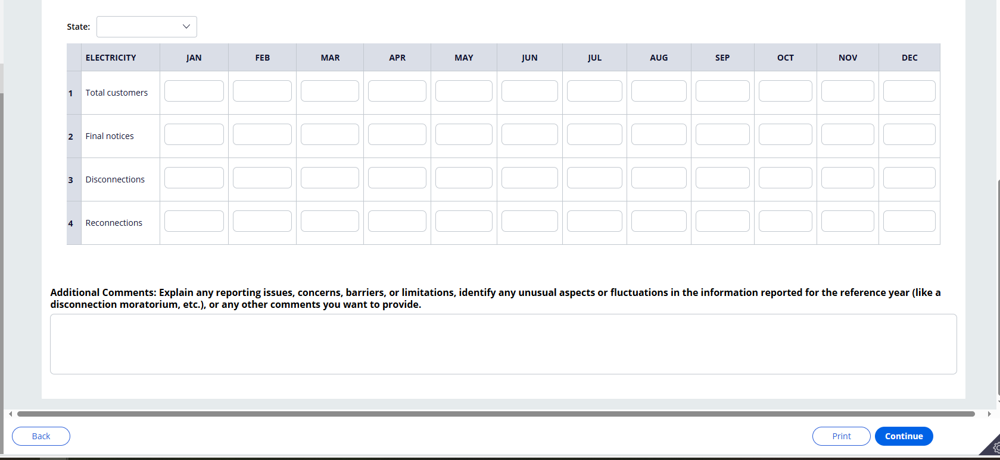 State:
ELECTRICITY JAN FEB MAR APR MAY JUN JUL AUG SEP OCT NOV DEC
1 Total customers
2 Final notices
3 Disconnections
4 Reconnections
Additional Comments: Explain any reporting issues, concerns, barriers, or limitations, identify any unusual aspects or fluctuations in the information reported for the reference year (like a
disconnection moratorium, etc.), or any other comments you want to provide.
Back Print Continue